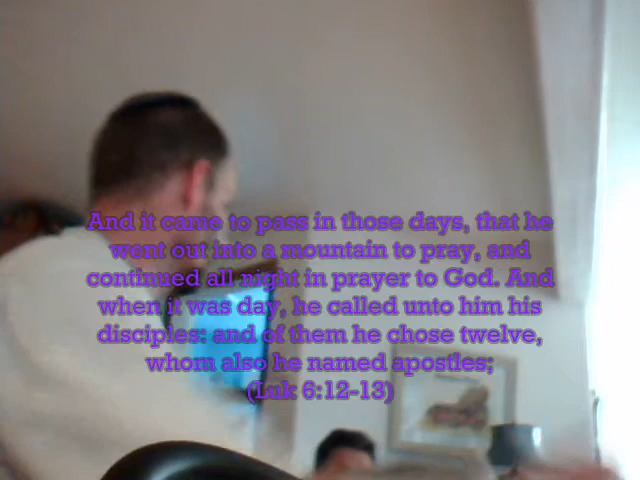 And it came to pass in those days, that he
went out into a mountain to pray, and
continued all night in prayer to God. And
when it was day, he called unto him his
disciples: and of them he chose twelve,
whom also he named apostles;
(Luk 6:12-13)